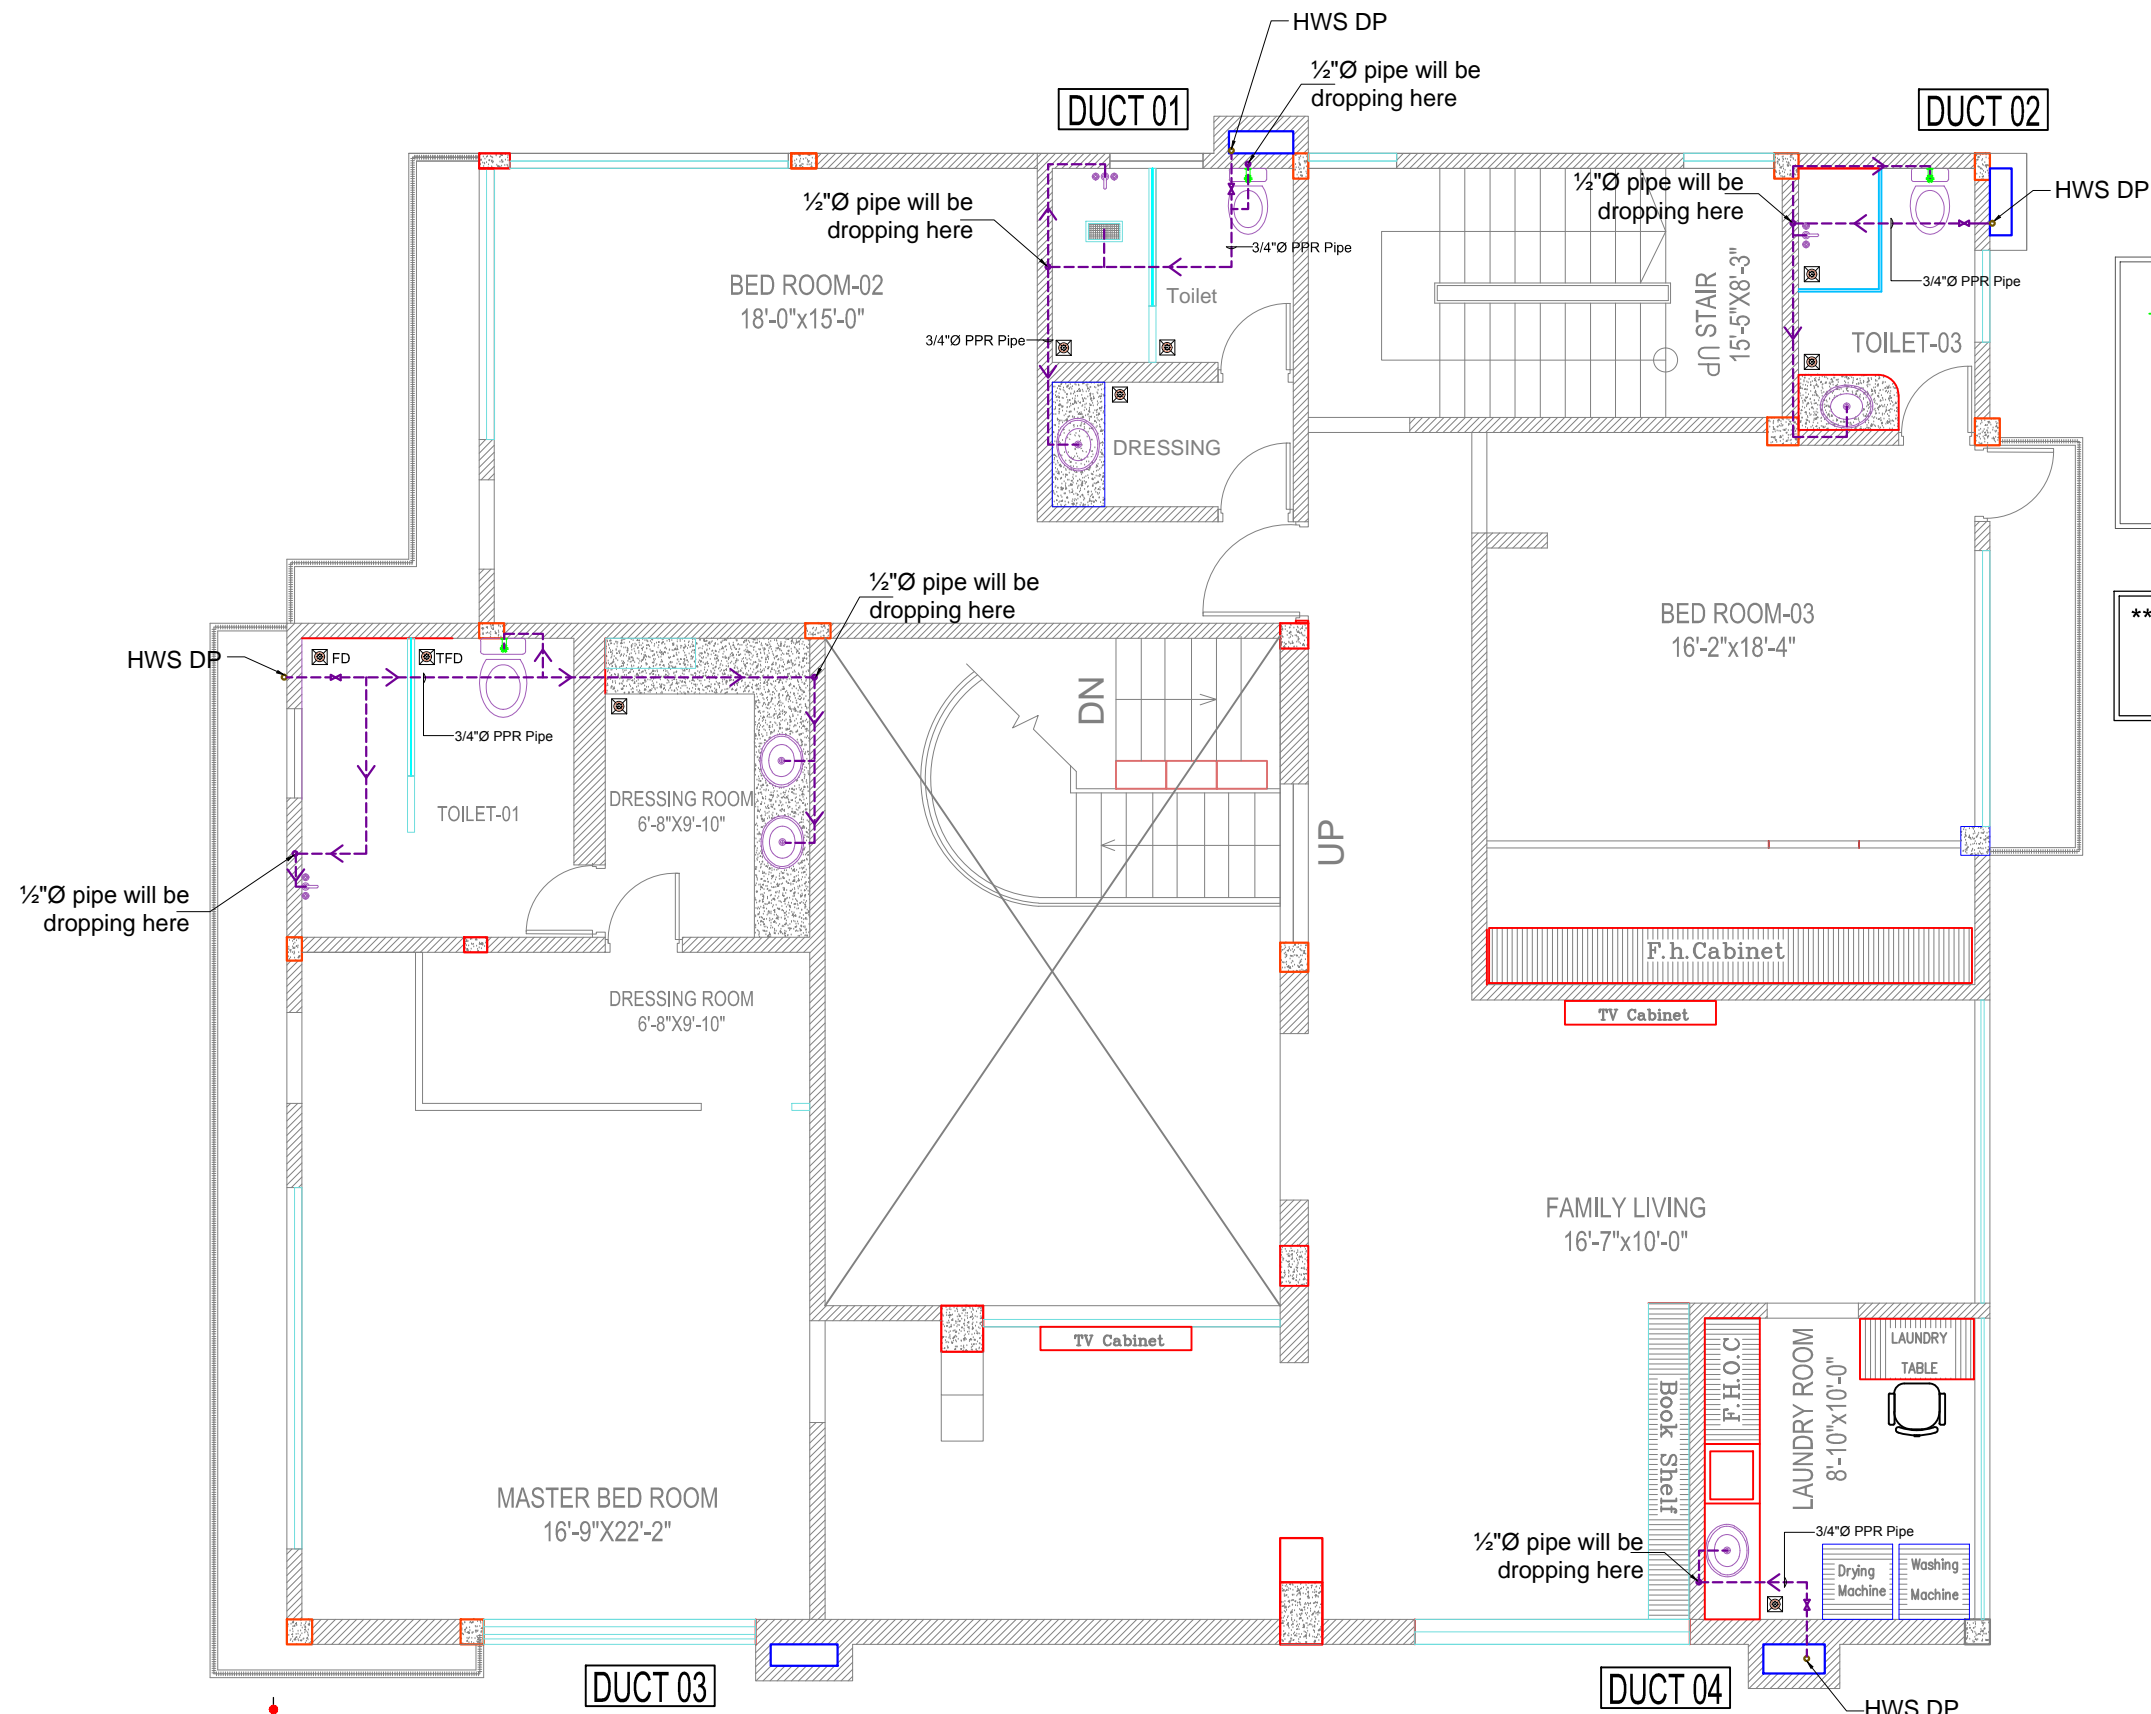 HWS DP
½"Ø pipe will be
dropping here
DUCT 01
DUCT 02
½"Ø pipe will be
dropping here
½"Ø pipe will be
dropping here
HWS DP
3/4"Ø PPR Pipe
3/4"Ø PPR Pipe
BED ROOM-02
18'-0"x15'-0"
Toilet
UP STAIR
15'-5"X8'-3"
TOILET-03
3/4"Ø PPR Pipe
DRESSING
½"Ø pipe will be
dropping here
BED ROOM-03
16'-2"x18'-4"
**
HWS DP
FD
TFD
3/4"Ø PPR Pipe
DN
TOILET-01
DRESSING ROOM
6'-8"X9'-10"
UP
½"Ø pipe will be
dropping here
F.h.Cabinet
DRESSING ROOM
6'-8"X9'-10"
TV Cabinet
FAMILY LIVING
16'-7"x10'-0"
TV Cabinet
LAUNDRY
TABLE
F.H.O.C
LAUNDRY ROOM
8'-10"x10'-0"
Book Shelf
MASTER BED ROOM
16'-9"X22'-2"
3/4"Ø PPR Pipe
½"Ø pipe will be
dropping here
Drying
Machine
Washing
Machine
DUCT 03
DUCT 04
HWS DP